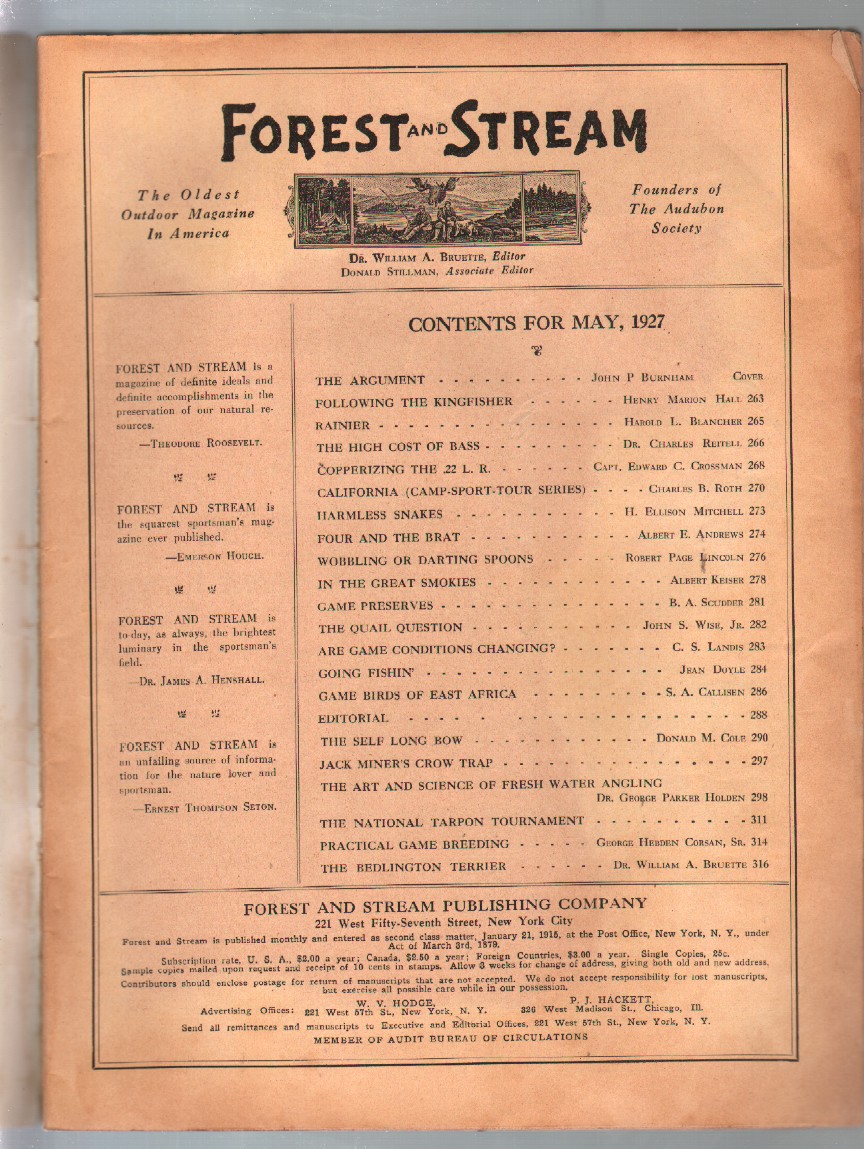 FOREST AND STREAM
The Oldest
Outdoor Magazine
In America
Founders of
The Audubon
Society
DR. WILLIAM A. BRUETTE, Editor
DONALD STILLMAN, Associate Editor
FOREST AND STREAM is a
magazine of definite ideals and
definite accomplishments in the
preservation of our natural re-
sources.
—THEODORE ROOSEVELT.
FOREST AND STREAM is
the squarest sportsman's mag-
azine ever published.
—EMERSON HOUGH.
FOREST AND STREAM is
to-day, as always, the brightest
luminary in the sportsman's
field.
—DR. JAMES A. HENSHALL.
FOREST AND STREAM is
an unfailing source of informa-
tion for the nature lover and
sportsman.
—ERNEST THOMPSON SETON.
CONTENTS FOR MAY, 1927
THE ARGUMENT - - - - - - - - - - JOHN P BURNHAM COVER
FOLLOWING THE KINGFISHER - - - - - - HENRY MARION HALL 263
RAINIER - - - - - - - - - - - - - - - - HAROLD L. BLANCHER 265
THE HIGH COST OF BASS - - - - - - - - - DR. CHARLES REITELL 266
COPPERIZING THE .22 L. R. - - - - - - CAPT. EDWARD C. CROSSMAN 268
CALIFORNIA (CAMP-SPORT-TOUR SERIES) - - - - CHARLES B. ROTH 270
HARMLESS SNAKES - - - - - - - - - - - H. ELLISON MITCHELL 273
FOUR AND THE BRAT - - - - - - - - - - - ALBERT E. ANDREWS 274
WOBBLING OR DARTING SPOONS - - - - - ROBERT PAGE LINCOLN 276
IN THE GREAT SMOKIES - - - - - - - - - - - ALBERT KEISER 278
GAME PRESERVES - - - - - - - - - - - - - - - B. A. SCUDDER 281
THE QUAIL QUESTION - - - - - - - - - - - JOHN S. WISE, JR. 282
ARE GAME CONDITIONS CHANGING? - - - - - - - C. S. LANDIS 283
GOING FISHIN' - - - - - - - - - - - - - - - - JEAN DOYLE 284
GAME BIRDS OF EAST AFRICA - - - - - - - - - S. A. CALLISEN 286
EDITORIAL - - - - - - - - - - - - - - - - - - - - 288
THE SELF LONG BOW - - - - - - - - - - - DONALD M. COLE 290
JACK MINER'S CROW TRAP - - - - - - - - - - - - - - - 297
THE ART AND SCIENCE OF FRESH WATER ANGLING
DR. GEORGE PARKER HOLDEN 298
THE NATIONAL TARPON TOURNAMENT - - - - - - - - - - 311
PRACTICAL GAME BREEDING - - - - - GEORGE HEBDEN CORSAN, SR. 314
THE BEDLINGTON TERRIER - - - - - - DR. WILLIAM A. BRUETTE 316
FOREST AND STREAM PUBLISHING COMPANY
221 West Fifty-Seventh Street, New York City
Forest and Stream is published monthly and entered as second class matter, January 21, 1915, at the Post Office, New York, N. Y., under
Act of March 3rd, 1879.
Subscription rate, U. S. A., $2.00 a year; Canada, $2.50 a year; Foreign Countries, $3.00 a year. Single Copies, 25c.
Sample copies mailed upon request and receipt of 10 cents in stamps. Allow 3 weeks for change of address, giving both old and new address.
Contributors should enclose postage for return of manuscripts that are not accepted. We do not accept responsibility for lost manuscripts,
but exercise all possible care while in our possession.
Advertising Offices: W. V. HODGE, 221 West 57th St., New York, N. Y. P. J. HACKETT, 326 West Madison St., Chicago, Ill.
Send all remittances and manuscripts to Executive and Editorial Offices, 221 West 57th St., New York, N. Y.
MEMBER OF AUDIT BUREAU OF CIRCULATIONS